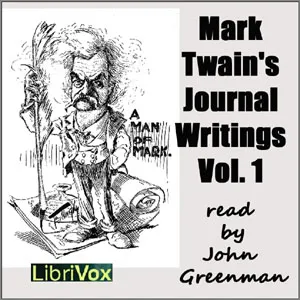 Mark
Twain's
Journal
Writings
Vol. 1
A
MAN
OF
MARK.
read
by
John
Greenman
LibriVox